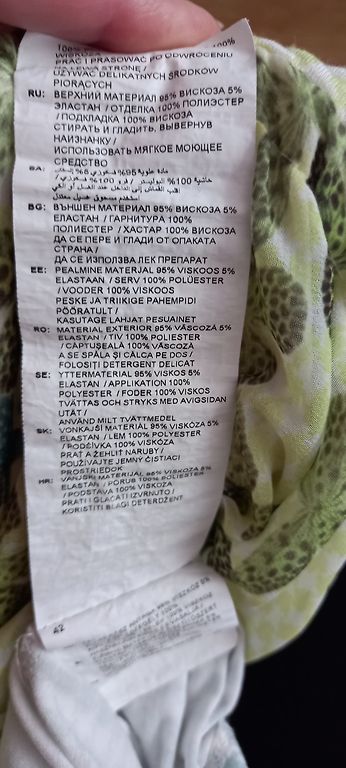 100%
PRAĆ I PRASOWAĆ PO ODWRÓCENIU
NA LEWĄ STRONĘ /
UŻYWAĆ DELIKATNYCH ŚRODKÓW
PIORĄCYCH
RU: ВЕРХНИЙ МАТЕРИАЛ 95% ВИСКОЗА 5%
ЭЛАСТАН / ОТДЕЛКА 100% ПОЛИЭСТЕР
/ ПОДКЛАДКА 100% ВИСКОЗА
СТИРАТЬ И ГЛАДИТЬ, ВЫВЕРНУВ
НАИЗНАНКУ /
ИСПОЛЬЗОВАТЬ МЯГКОЕ МОЮЩЕЕ
СРЕДСТВО
BG: ВЪНШЕН МАТЕРИАЛ 95% ВИСКОЗА 5%
ЕЛАСТАН / ГАРНИТУРА 100%
ПОЛИЕСТЕР / ХАСТАР 100% ВИСКОЗА
ДА СЕ ПЕРЕ И ГЛАДИ ОТ ОПАКАТА
СТРАНА /
ДА СЕ ИЗПОЛЗВА ЛЕК ПРЕПАРАТ
EE: PEALMINE MATERJAL 95% VISKOOS 5%
ELASTAAN / SERV 100% POLÜESTER
/ VOODER 100% VISKOOS
PESKE JA TRIIKIGE PAHEMPIDI
PÖÖRATULT /
KASUTAGE LAHJAT PESUAINET
RO: MATERIAL EXTERIOR 95% VÂSCOZĂ 5%
ELASTAN / TIV 100% POLIESTER
/ CAPTUȘEALĂ 100% VÂSCOZĂ
A SE SPĂLA ȘI CĂLCA PE DOS /
FOLOSIȚI DETERGENT DELICAT
SE: YTTERMATERIAL 95% VISKOS 5%
ELASTAN / APPLIKATION 100%
POLYESTER / FODER 100% VISKOS
TVÄTTAS OCH STRYKS MED AVIGSIDAN
UTÅT /
ANVÄND MILT TVÄTTMEDEL
SK: VONKAJŠÍ MATERIÁL 95% VISKÓZA 5%
ELASTAN / LEM 100% POLYESTER
/ PODŠÍVKA 100% VISKÓZA
PRAŤ A ŽEHLIŤ NARUBY /
POUŽÍVAJTE JEMNÝ ČISTIACI
PROSTRIEDOK
HR: VANJSKI MATERIJAL 95% VISKOZA 5%
ELASTAN / PORUB 100% POLIESTER
/ PODSTAVA 100% VISKOZA
PRATI I GLAČATI IZVRNUTO /
KORISTITI BLAGI DETERDŽENT
42